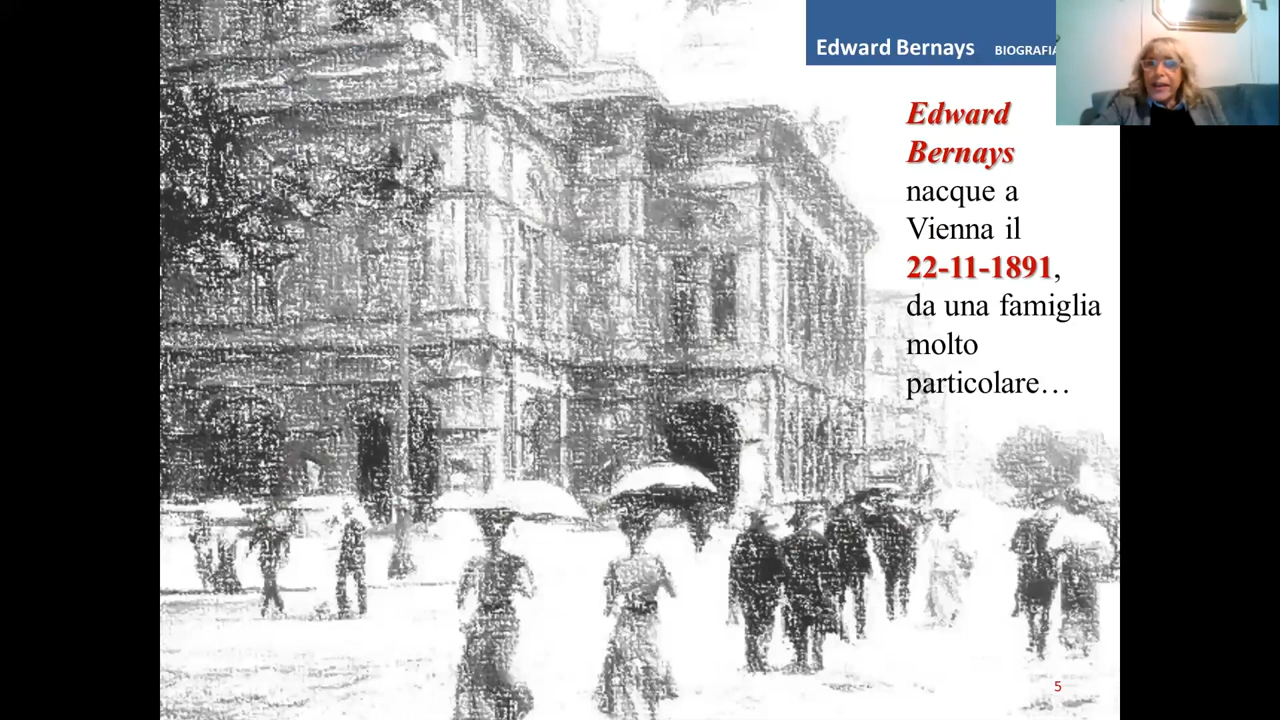 Edward Bernays BIOGRAFIA
Edward
Bernays
nacque a
Vienna il
22-11-1891,
da una famiglia
molto
particolare…
5